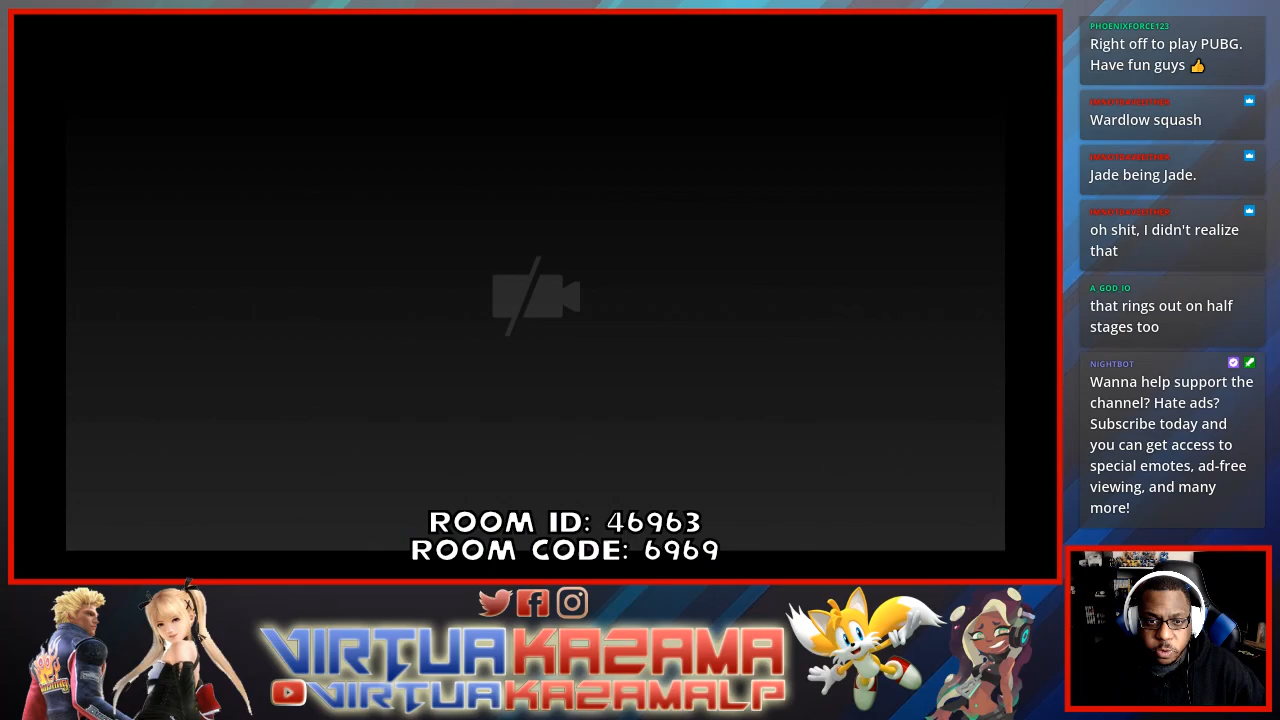 ROOM ID: 46963
ROOM CODE: 6969
PHOENIXFORCE123
Right off to play PUBG.
Have fun guys 👍
Wardlow squash
Jade being Jade.
oh shit, I didn't realize
that
A GOD IO
that rings out on half
stages too
NIGHTBOT
Wanna help support the
channel? Hate ads?
Subscribe today and
you can get access to
special emotes, ad-free
viewing, and many
more!
VIRTUAKAZAMA
VIRTUAKAZAMALP